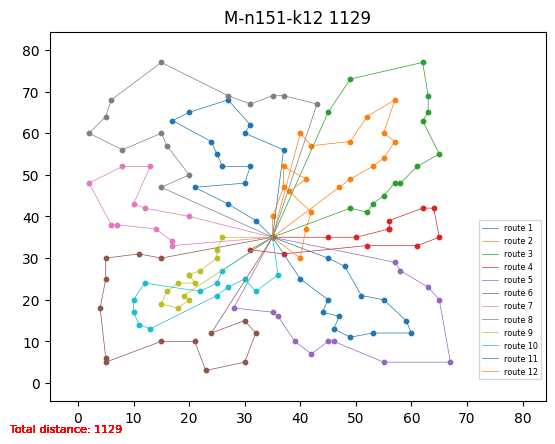 M-n151-k12 1129
80
70
60
50
40
30
20
10
0
route 1
route 2
route 3
route 4
route 5
route 6
route 7
route 8
route 9
route 10
route 11
route 12
0 10 20 30 40 50 60 70 80
Total distance: 1129